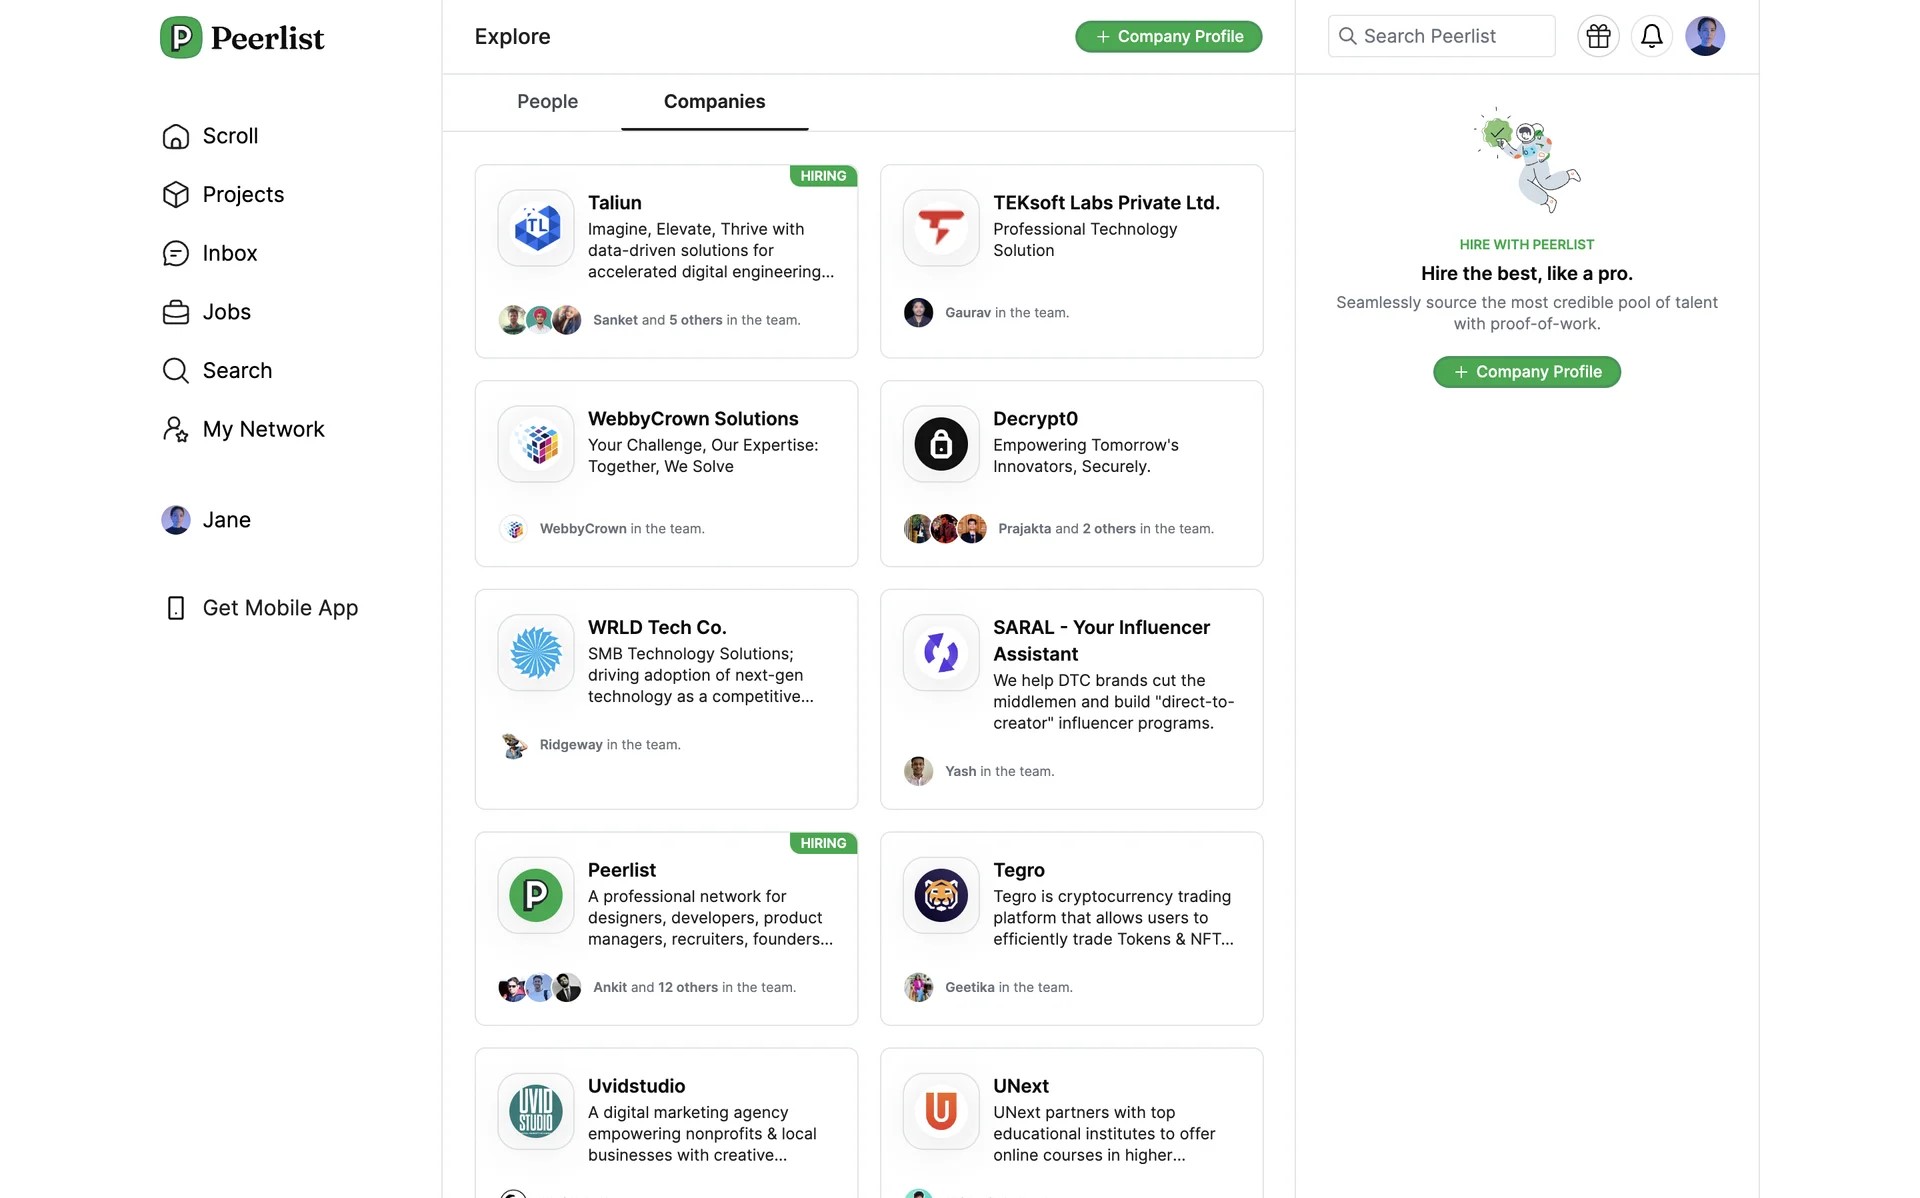 Peerlist
Scroll
Projects
Inbox
Jobs
Search
My Network
Jane
Get Mobile App
Explore
+ Company Profile
People
Companies
HIRING
Taliun
Imagine, Elevate, Thrive with
data-driven solutions for
accelerated digital engineering...
Sanket and 5 others in the team.
TEKsoft Labs Private Ltd.
Professional Technology
Solution
Gaurav in the team.
WebbyCrown Solutions
Your Challenge, Our Expertise:
Together, We Solve
WebbyCrown in the team.
Decrypt0
Empowering Tomorrow's
Innovators, Securely.
Prajakta and 2 others in the team.
WRLD Tech Co.
SMB Technology Solutions;
driving adoption of next-gen
technology as a competitive...
Ridgeway in the team.
SARAL - Your Influencer
Assistant
We help DTC brands cut the
middlemen and build "direct-to-
creator" influencer programs.
Yash in the team.
HIRING
Peerlist
A professional network for
designers, developers, product
managers, recruiters, founders...
Ankit and 12 others in the team.
Tegro
Tegro is cryptocurrency trading
platform that allows users to
efficiently trade Tokens & NFT...
Geetika in the team.
UVID
STUDIO
Uvidstudio
A digital marketing agency
empowering nonprofits & local
businesses with creative...
UNext
UNext partners with top
educational institutes to offer
online courses in higher...
Search Peerlist
HIRE WITH PEERLIST
Hire the best, like a pro.
Seamlessly source the most credible pool of talent
with proof-of-work.
+ Company Profile